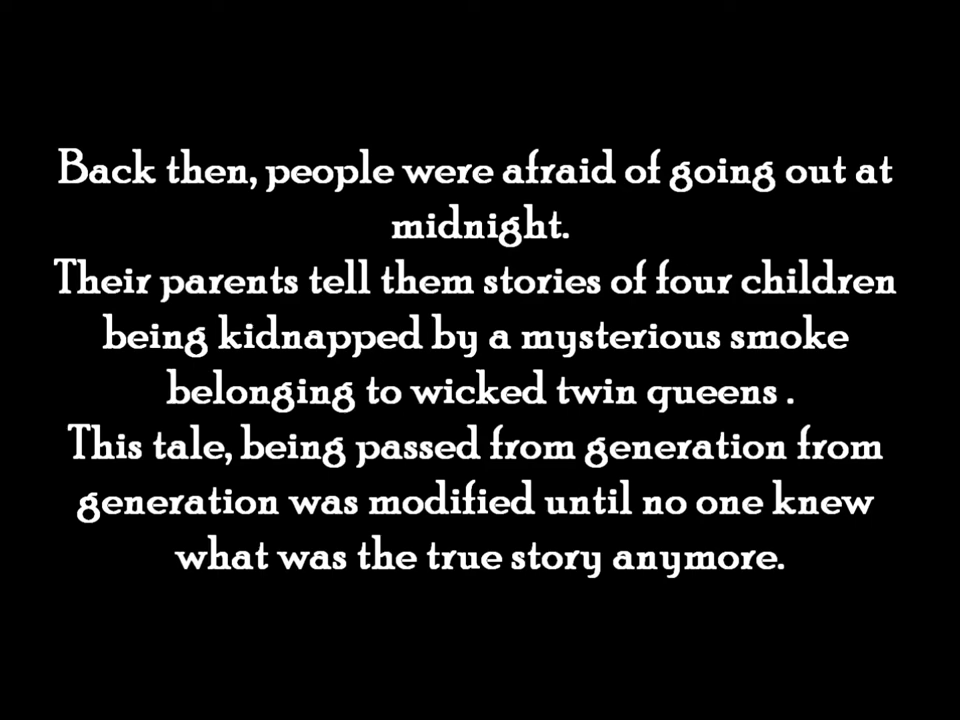 Back then, people were afraid of going out at
midnight.
Their parents tell them stories of four children
being kidnapped by a mysterious smoke
belonging to wicked twin queens .
This tale, being passed from generation from
generation was modified until no one knew
what was the true story anymore.